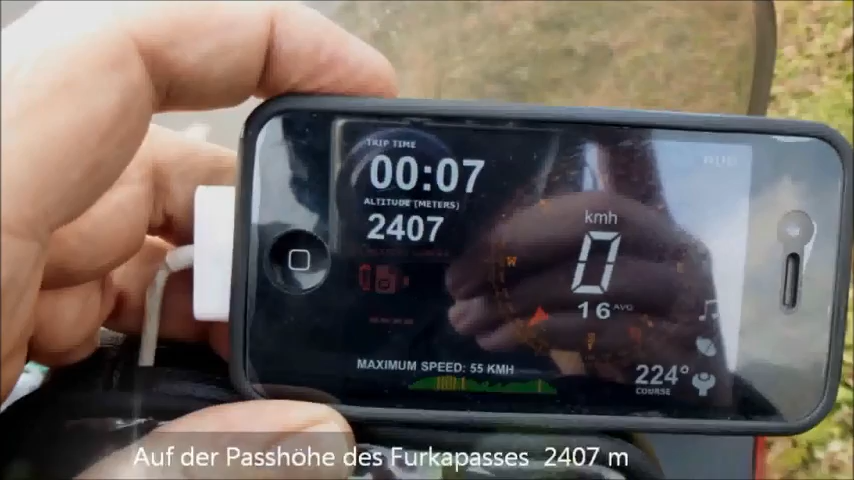 TRIP TIME
00:07
ALTITUDE (METERS)
2407
kmh
0
16 AVG
W
MAXIMUM SPEED: 55 KMH
224°
COURSE
Auf der Passhöhe des Furkapasses 2407 m